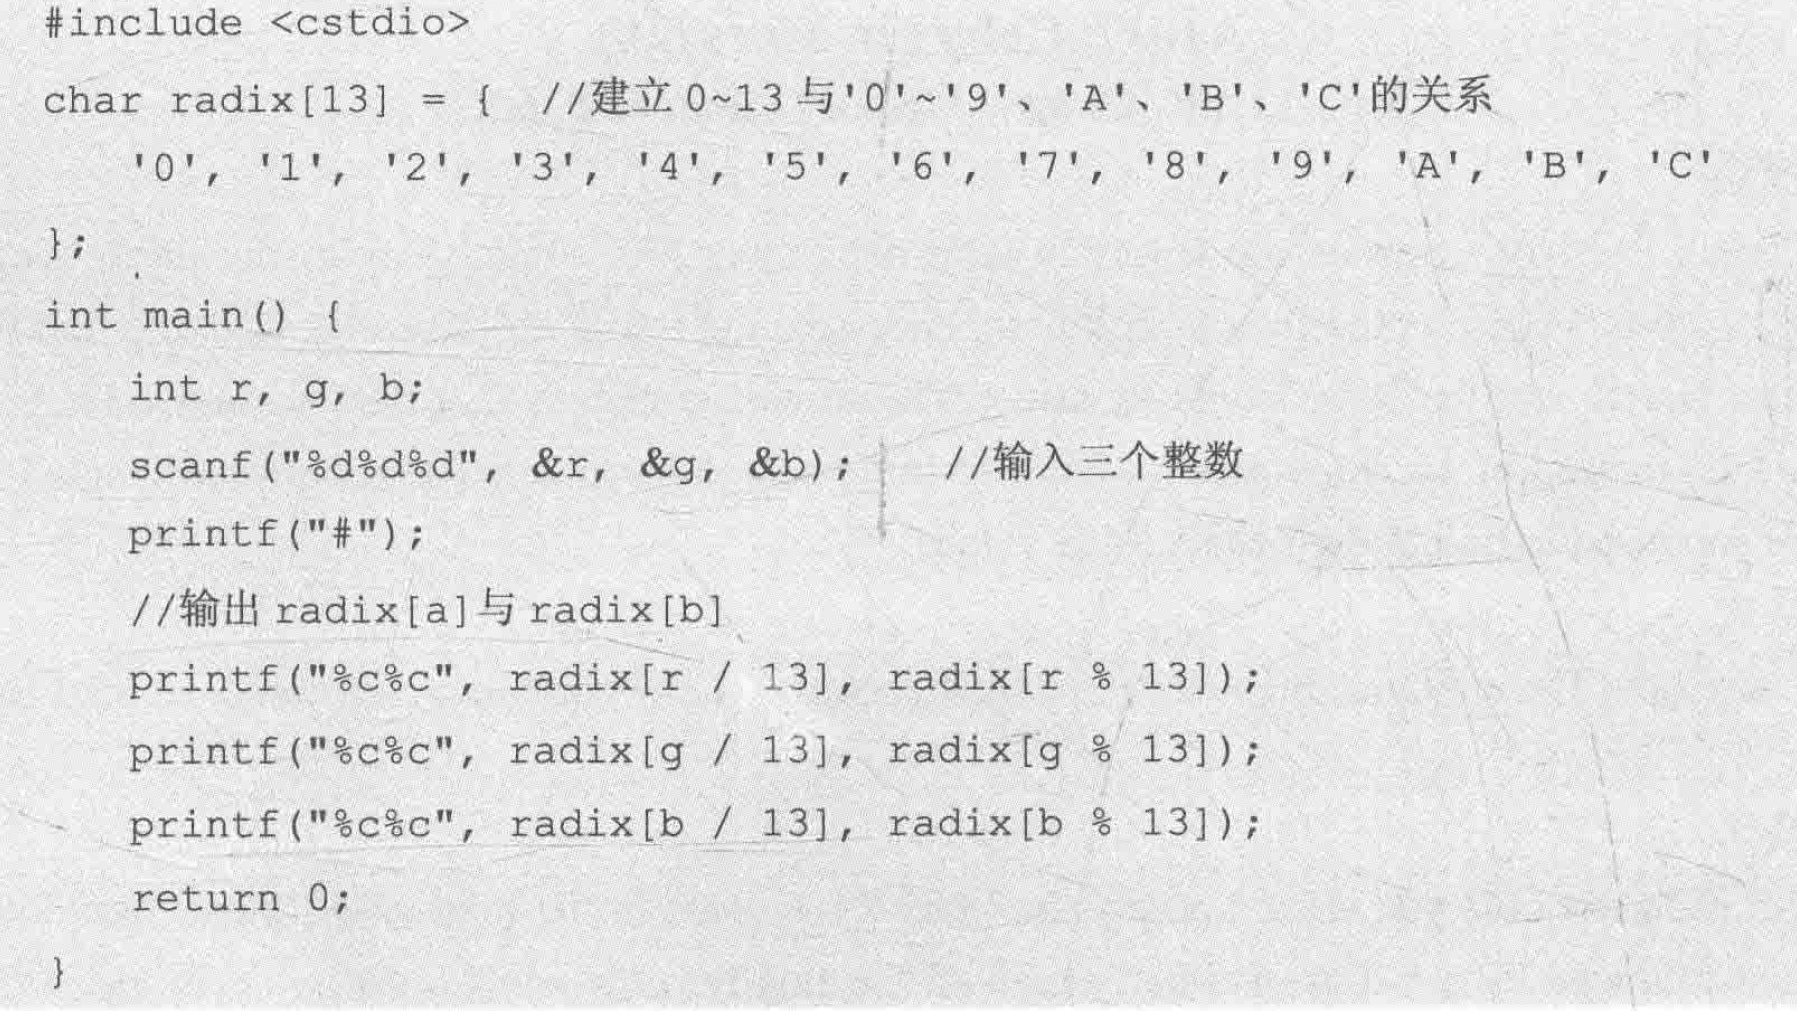 #include <cstdio>
char radix[13] = { //建立 0~13 与'0'~'9'、'A'、'B'、'C'的关系
'0', '1', '2', '3', '4', '5', '6', '7', '8', '9', 'A', 'B', 'C'
};
int main() {
int r, g, b;
scanf("%d%d%d", &r, &g, &b); //输入三个整数
printf("#");
//输出 radix[a]与 radix[b]
printf("%c%c", radix[r / 13], radix[r % 13]);
printf("%c%c", radix[g / 13], radix[g % 13]);
printf("%c%c", radix[b / 13], radix[b % 13]);
return 0;
}